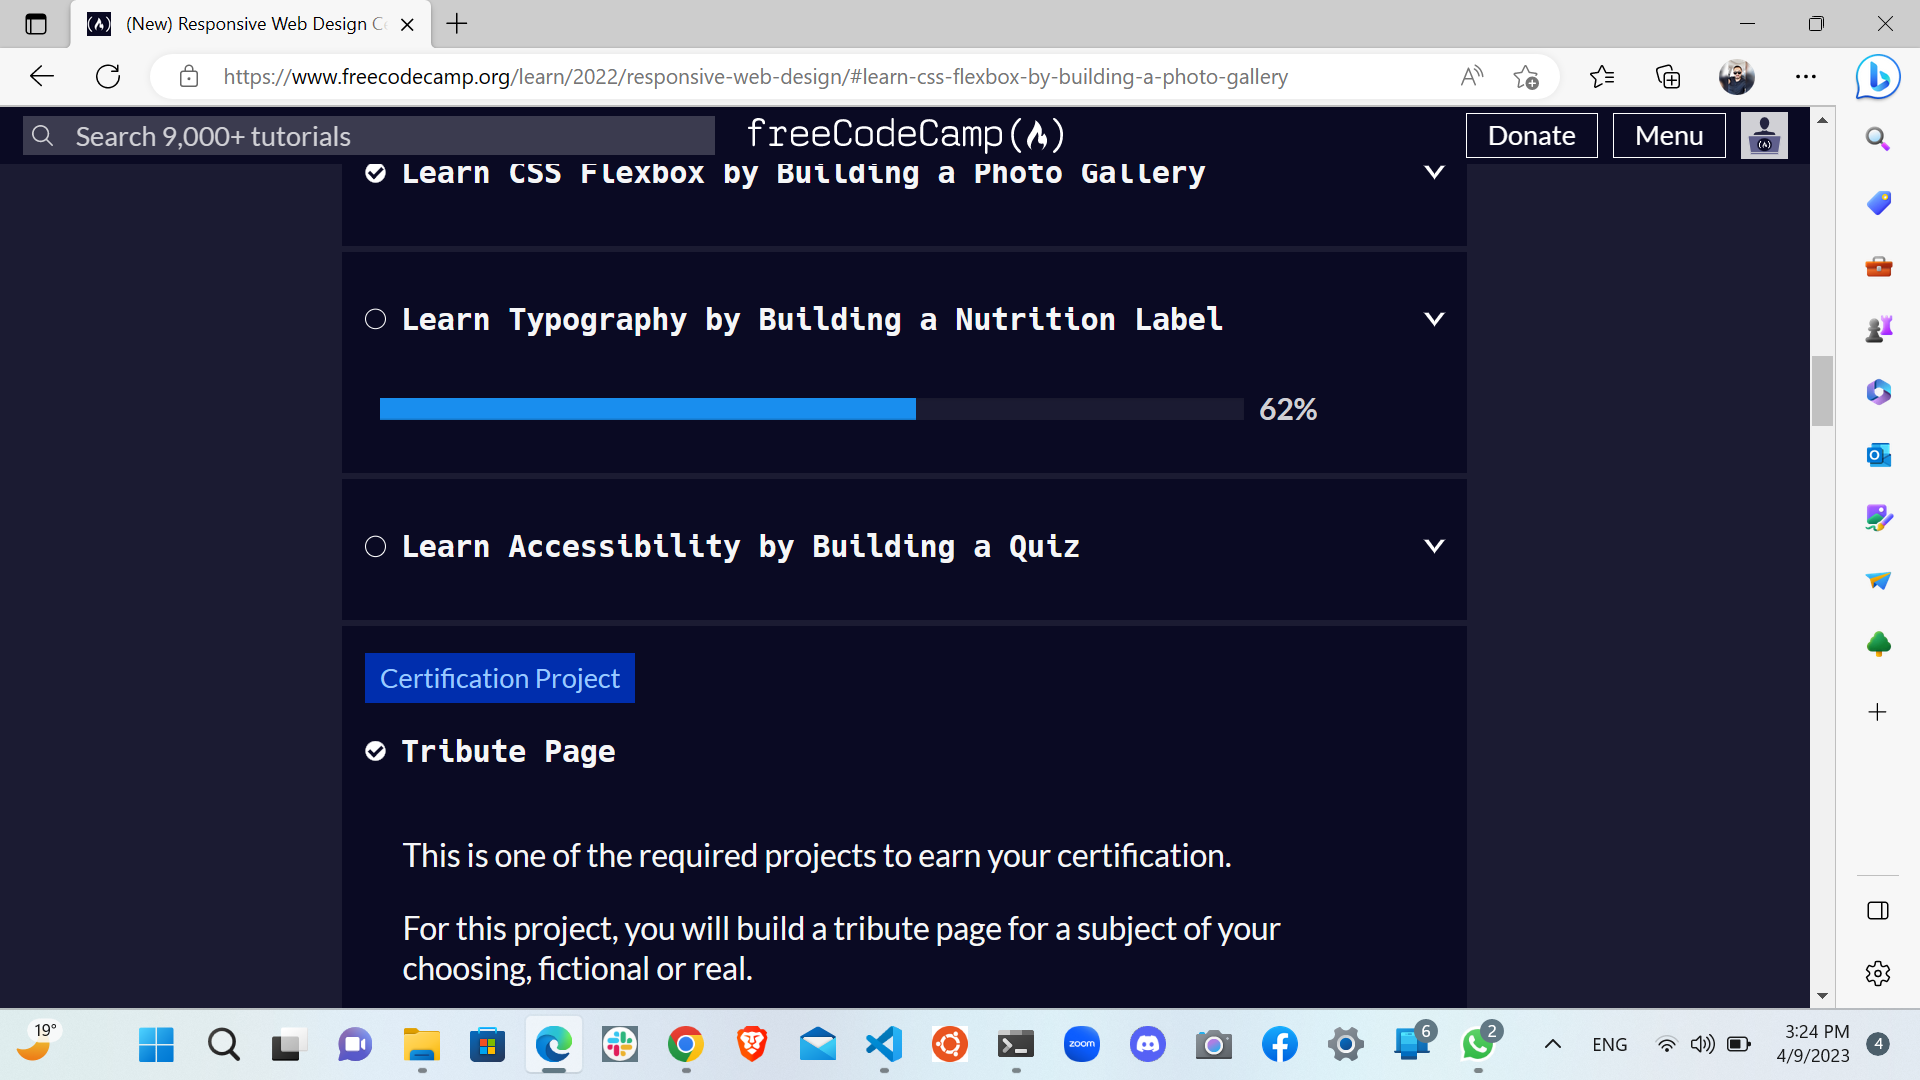 (New) Responsive Web Design Ce
https://www.freecodecamp.org/learn/2022/responsive-web-design/#learn-css-flexbox-by-building-a-photo-gallery
Search 9,000+ tutorials
freeCodeCamp(🔥)
Donate
Menu
Learn CSS Flexbox by Building a Photo Gallery
Learn Typography by Building a Nutrition Label
62%
Learn Accessibility by Building a Quiz
Certification Project
Tribute Page
This is one of the required projects to earn your certification.
For this project, you will build a tribute page for a subject of your
choosing, fictional or real.
19°
zoom
6
2
ENG
3:24 PM
4/9/2023
4